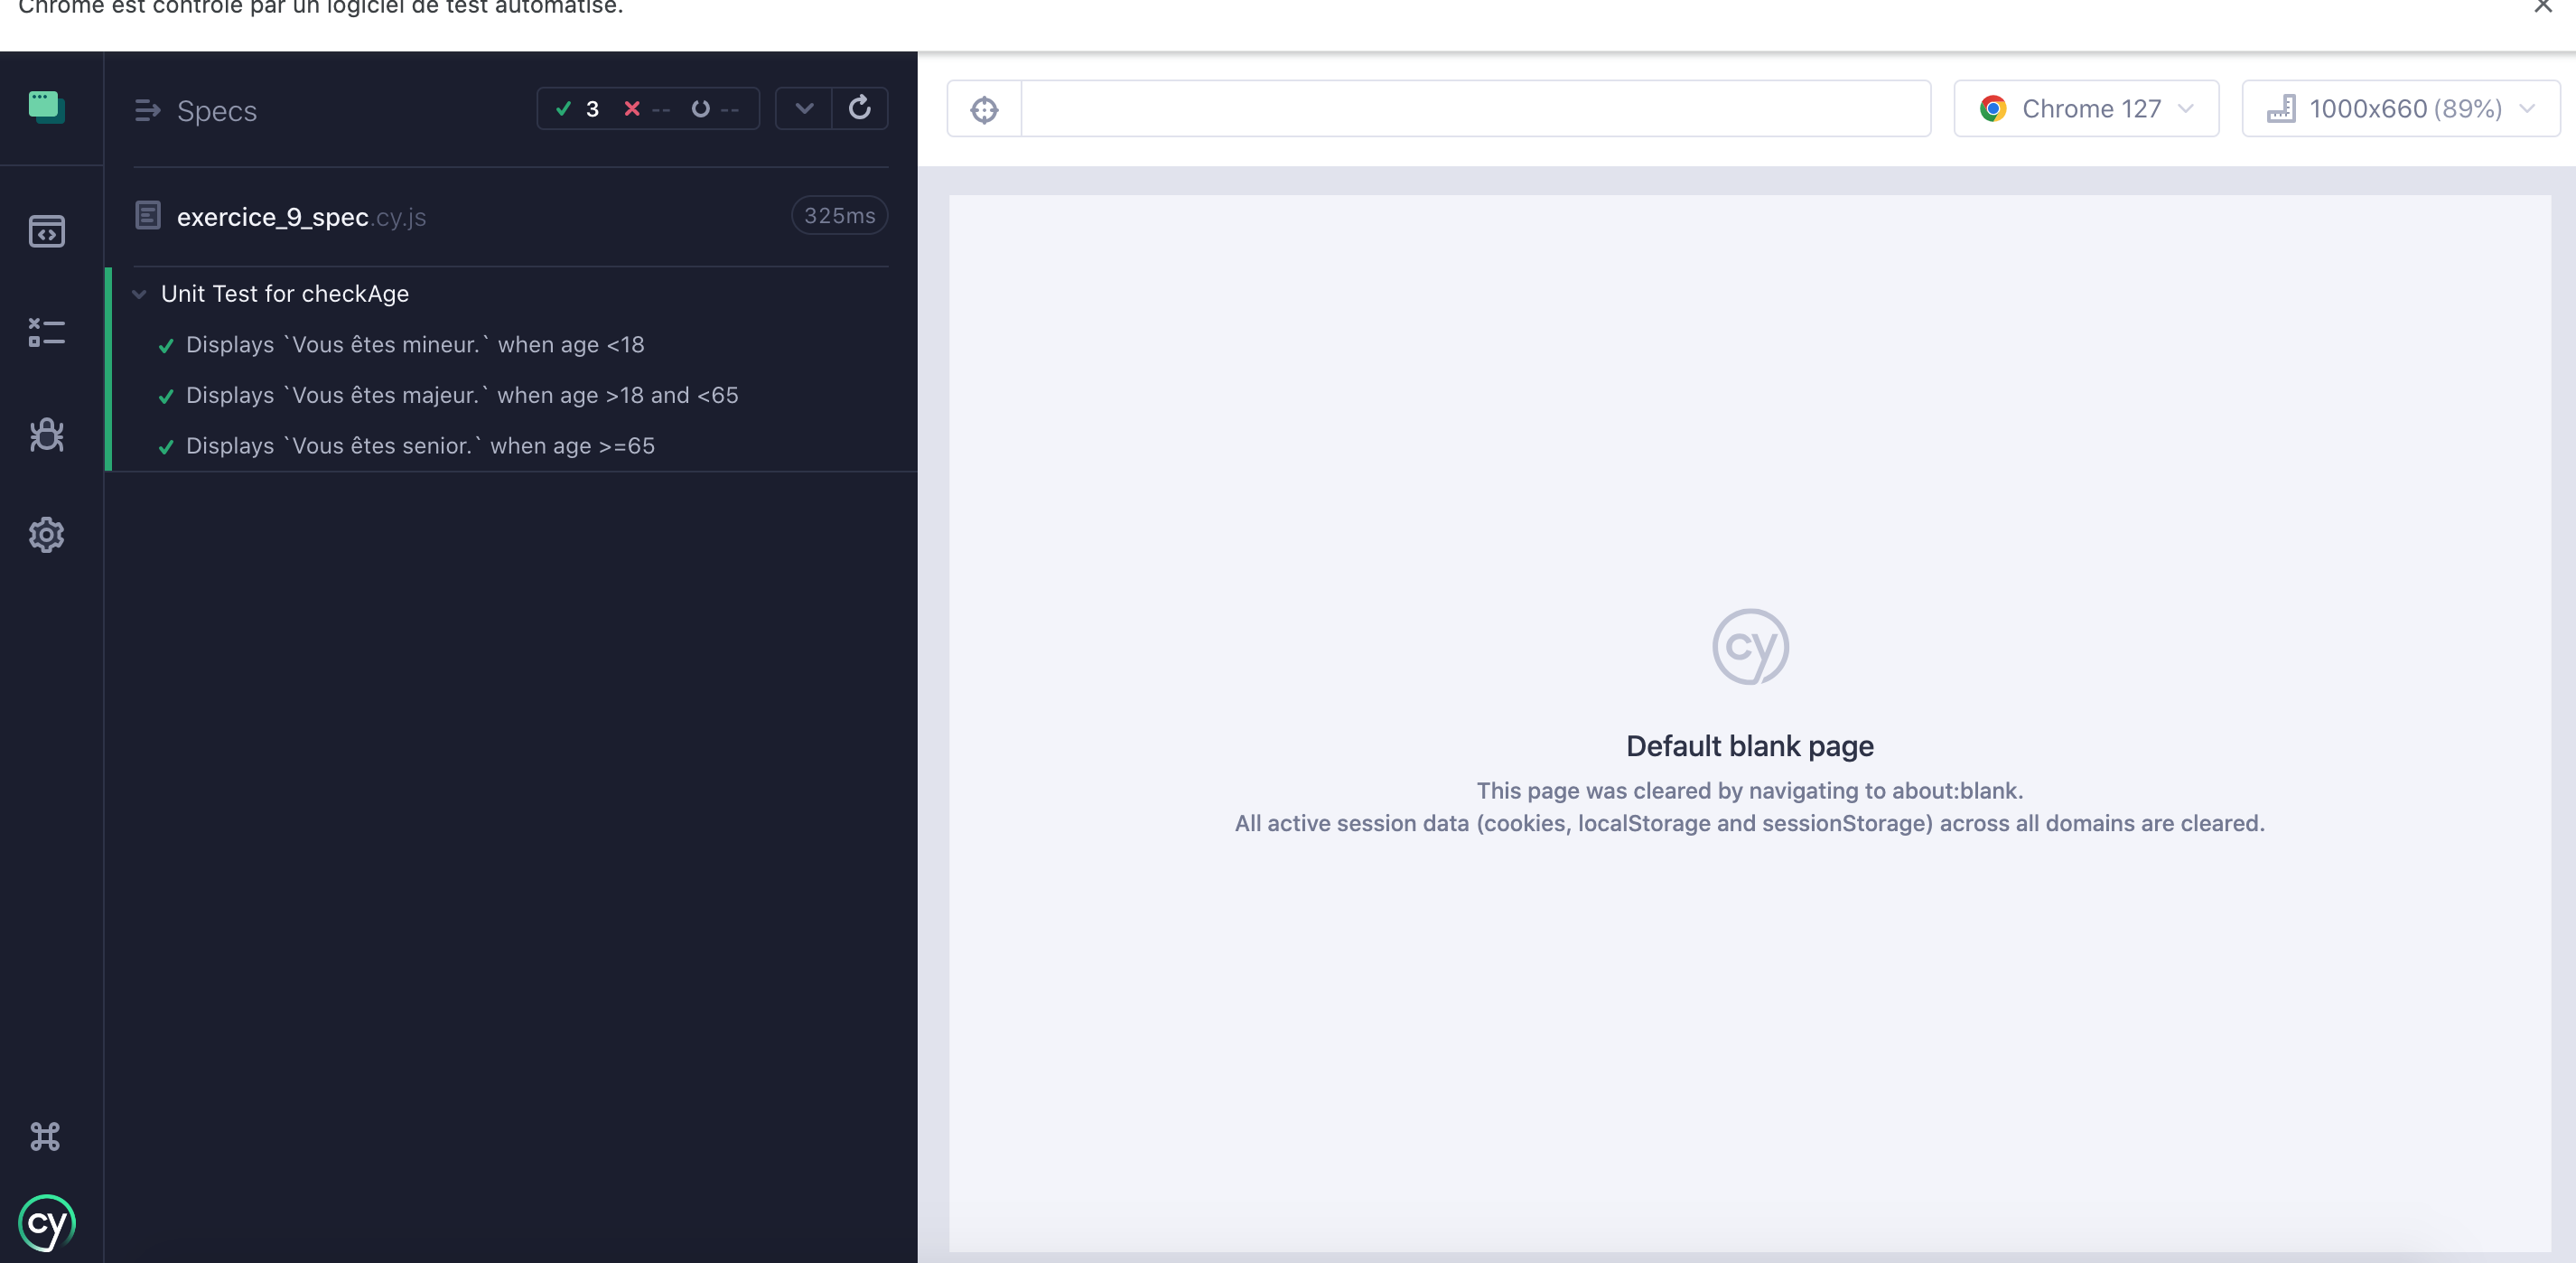 Chrome est contrôlé par un logiciel de test automatisé.
Specs
3 -- --
exercice_9_spec.cy.js
325ms
Unit Test for checkAge
Displays `Vous êtes mineur.` when age <18
Displays `Vous êtes majeur.` when age >18 and <65
Displays `Vous êtes senior.` when age >=65
cy
Chrome 127
1000x660 (89%)
cy
Default blank page
This page was cleared by navigating to about:blank.
All active session data (cookies, localStorage and sessionStorage) across all domains are cleared.